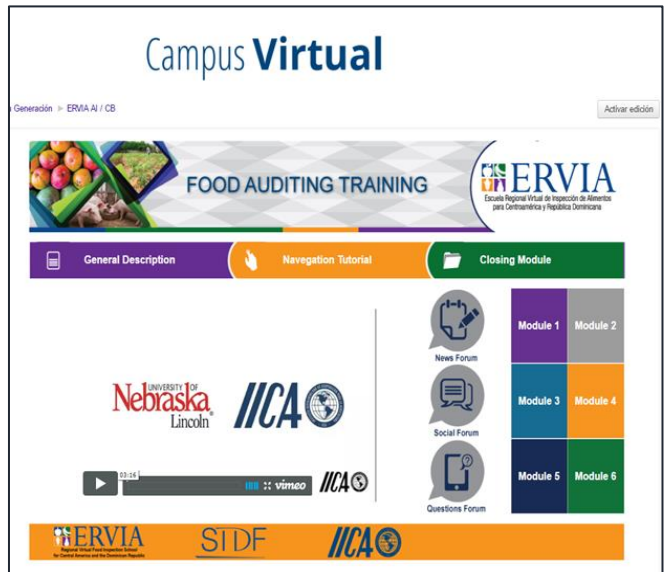 Campus Virtual
Generación ► ERVIA AI / CB
Activar edición
FOOD AUDITING TRAINING
ERVIA
Escuela Regional Virtual de Inspección de Alimentos
para Centroamérica y República Dominicana
General Description
Navegation Tutorial
Closing Module
News Forum
Social Forum
Questions Forum
Module 1
Module 2
Module 3
Module 4
Module 5
Module 6
UNIVERSITY OF
Nebraska
Lincoln
IICA
03:16
vimeo
IICA
ERVIA
Regional Virtual Food Inspection School
for Central America and the Dominican Republic
STDF
IICA